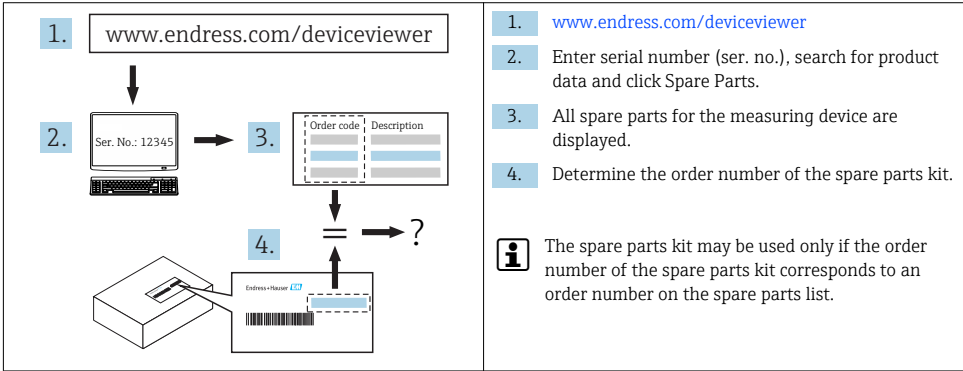 1.
www.endress.com/deviceviewer
2.
Ser. No.: 12345
3.
Order code
Description
=
?
4.
Endress+Hauser EH
1. www.endress.com/deviceviewer
2. Enter serial number (ser. no.), search for product
data and click Spare Parts.
3. All spare parts for the measuring device are
displayed.
4. Determine the order number of the spare parts kit.
i The spare parts kit may be used only if the order
number of the spare parts kit corresponds to an
order number on the spare parts list.